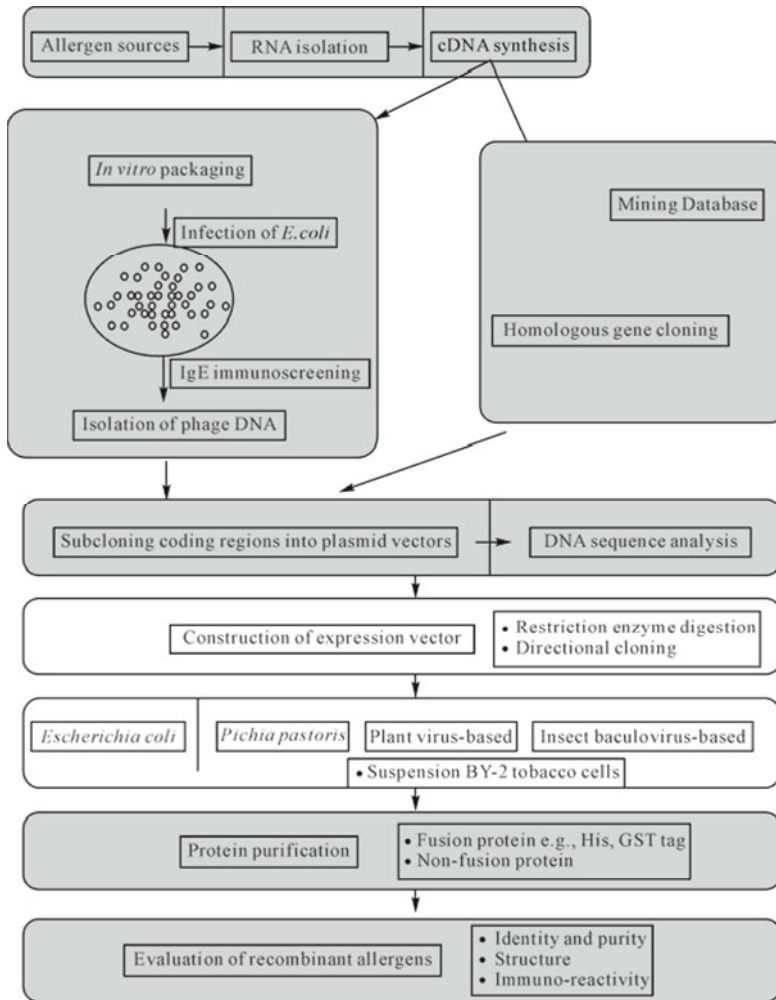 Allergen sources
RNA isolation
cDNA synthesis
In vitro packaging
Infection of E.coli
IgE immunoscreening
Isolation of phage DNA
Mining Database
Homologous gene cloning
Subcloning coding regions into plasmid vectors
DNA sequence analysis
Construction of expression vector
• Restriction enzyme digestion
• Directional cloning
Escherichia coli
Pichia pastoris
Plant virus-based
Insect baculovirus-based
• Suspension BY-2 tobacco cells
Protein purification
• Fusion protein e.g., His, GST tag
• Non-fusion protein
Evaluation of recombinant allergens
• Identity and purity
• Structure
• Immuno-reactivity